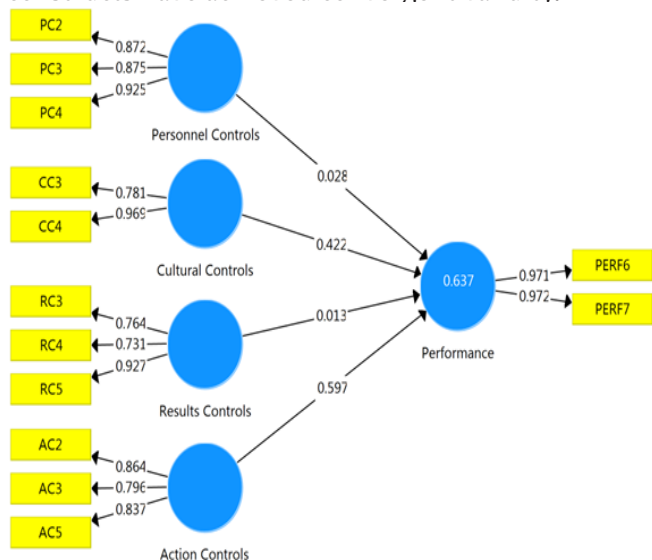 PC2
0.872
PC3
0.875
0.925
PC4
Personnel Controls
0.028
CC3
0.781
0.969
CC4
Cultural Controls
0.422
RC3
0.764
RC4
0.731
0.927
RC5
Results Controls
0.013
AC2
0.864
AC3
0.796
0.837
AC5
Action Controls
0.597
0.637
Performance
0.971
PERF6
0.972
PERF7